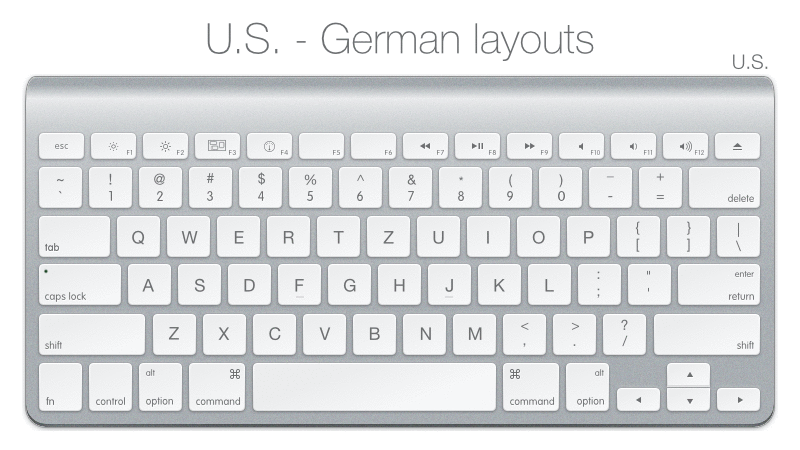 U.S. - German layouts
U.S.
esc F1 F2 F3 F4 F5 F6 F7 F8 F9 F10 F11 F12
~ ! @ # $ % ^ & * ( ) _ +
` 1 2 3 4 5 6 7 8 9 0 - = delete
tab Q W E R T Z U I O P { [ } ] | \
caps lock A S D F G H J K L : ; " ' enter return
shift Z X C V B N M < , > . ? / shift
fn control alt option ⌘ command ⌘ command alt option